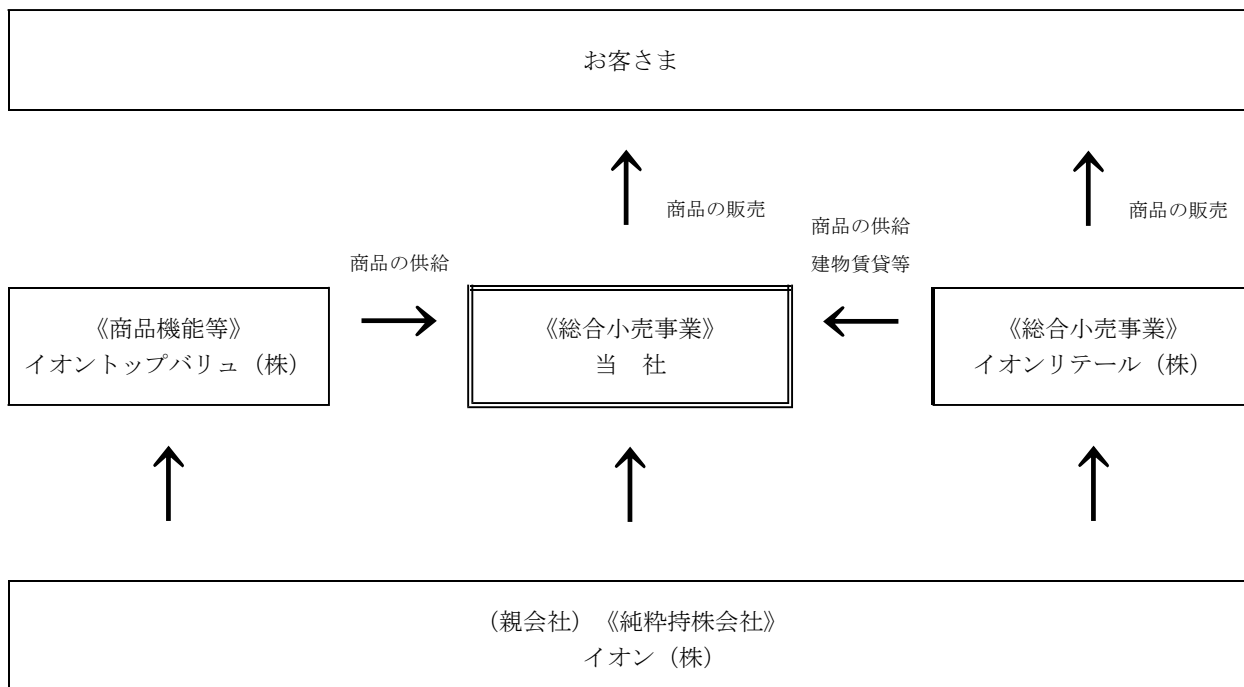 お客さま
商品の販売
商品の販売
商品の供給
建物賃貸等
商品の供給
《商品機能等》
イオントップバリュ（株）
《総合小売事業》
当　社
《総合小売事業》
イオンリテール（株）
（親会社）《純粋持株会社》
イオン（株）